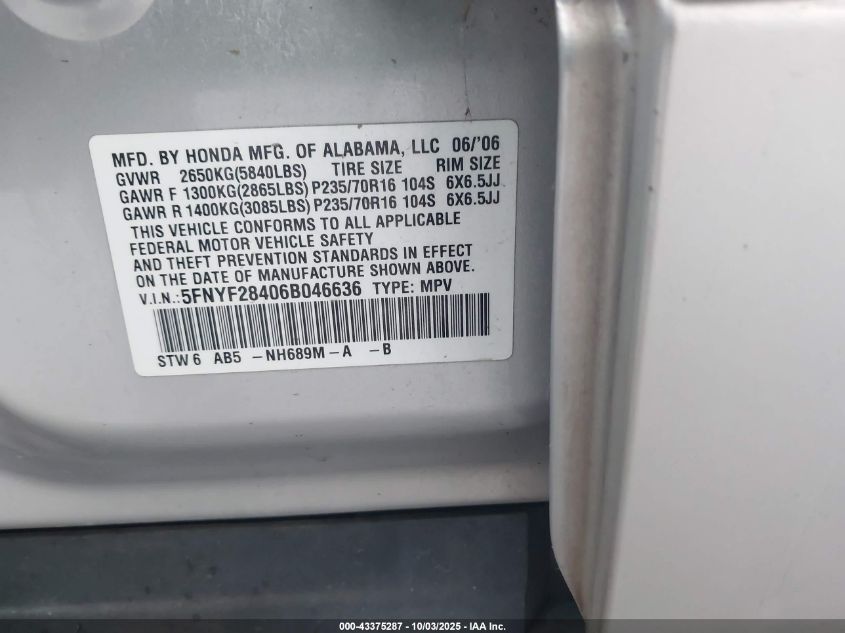 MFD. BY HONDA MFG. OF ALABAMA, LLC 06/'06
GVWR 2650KG(5840LBS) TIRE SIZE RIM SIZE
GAWR F 1300KG(2865LBS) P235/70R16 104S 6X6.5JJ
GAWR R 1400KG(3085LBS) P235/70R16 104S 6X6.5JJ
THIS VEHICLE CONFORMS TO ALL APPLICABLE
FEDERAL MOTOR VEHICLE SAFETY
AND THEFT PREVENTION STANDARDS IN EFFECT
ON THE DATE OF MANUFACTURE SHOWN ABOVE.
V.I.N.:5FNYF28406B046636 TYPE: MPV
STW 6 AB5 -NH689M-A -B
000-43375287 - 10/03/2025 - IAA Inc.